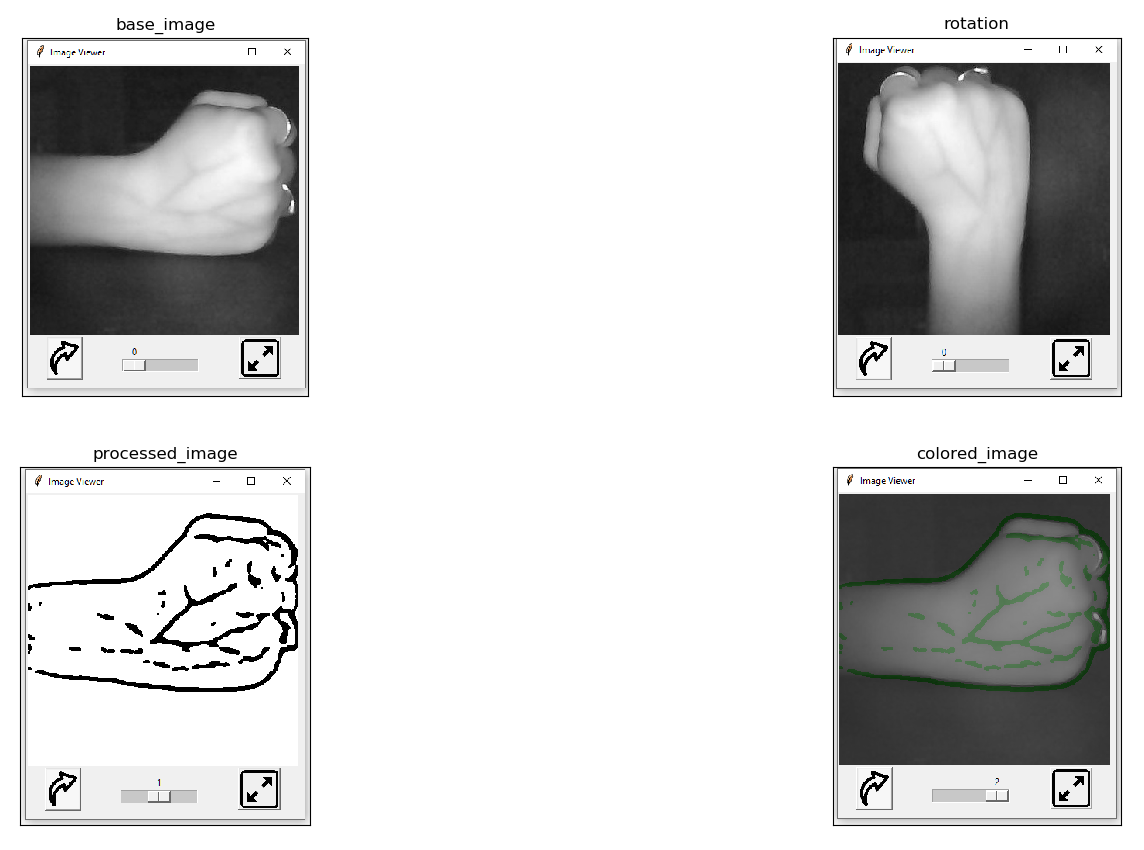 base_image
rotation
Image Viewer
Image Viewer
0
0
processed_image
colored_image
Image Viewer
Image Viewer
1
2